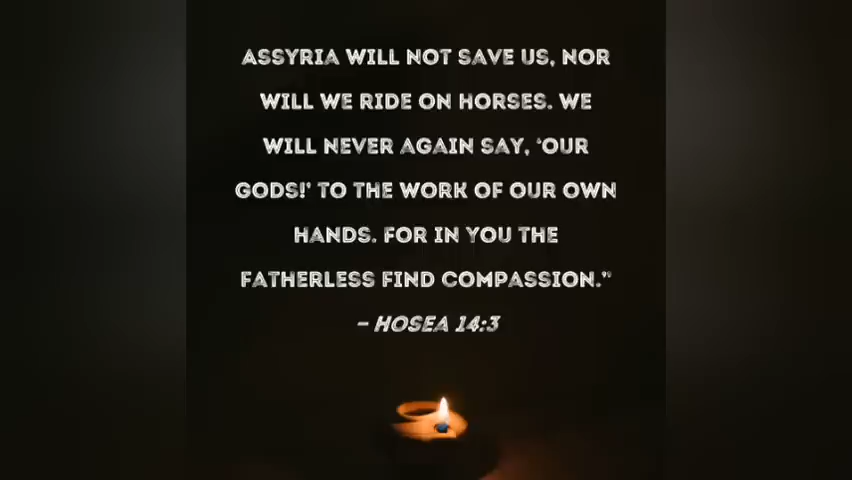 ASSYRIA WILL NOT SAVE US, NOR
WILL WE RIDE ON HORSES. WE
WILL NEVER AGAIN SAY, ‘OUR
GODS!’ TO THE WORK OF OUR OWN
HANDS. FOR IN YOU THE
FATHERLESS FIND COMPASSION.”
– HOSEA 14:3